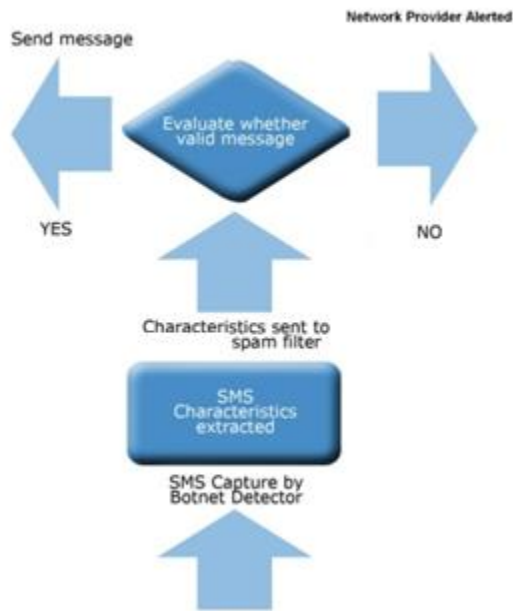 Network Provider Alerted
Send message
Evaluate whether
valid message
YES
NO
Characteristics sent to
spam filter
SMS
Characteristics
extracted
SMS Capture by
Botnet Detector